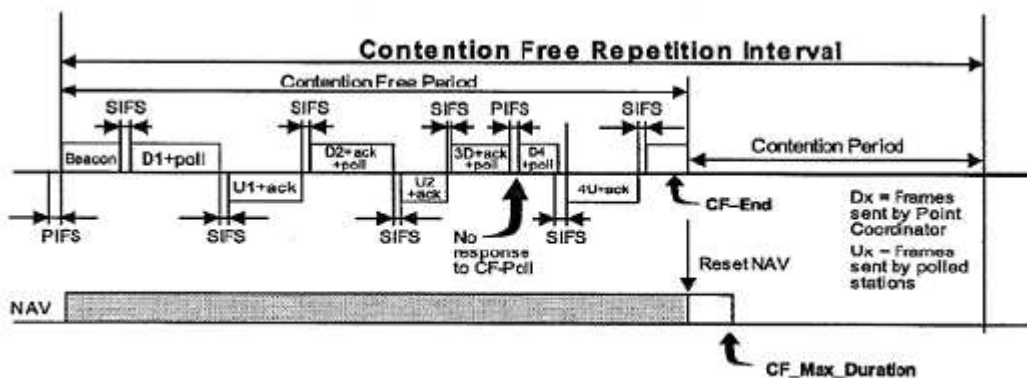 Contention Free Repetition Interval
Contention Free Period
SIFS
SIFS
SIFS
PIFS
SIFS
Contention Period
Beacon
D1+poll
D2+ack
+poll
3D+ack
+poll
D4
+poll
U1+ack
U2
+ack
4U+ack
CF-End
PIFS
SIFS
SIFS
No
response
to CF-Poll
SIFS
Dx = Frames
sent by Point
Coordinator
Ux = Frames
sent by polled
stations
Reset NAV
NAV
CF_Max_Duration